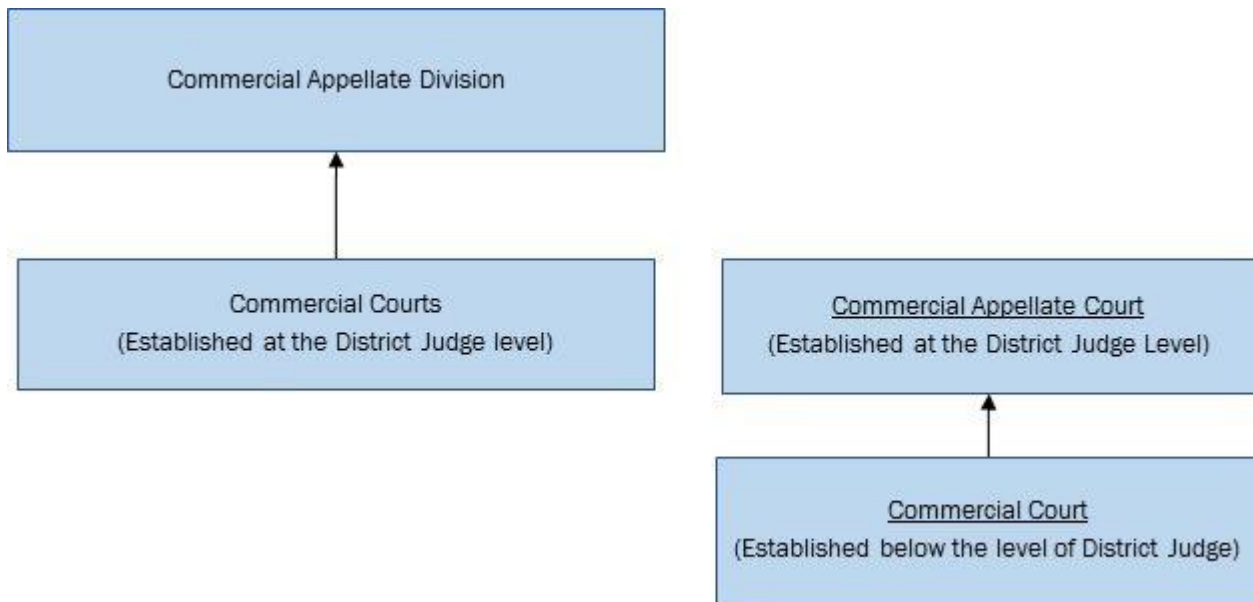 Commercial Appellate Division
Commercial Courts
(Established at the District Judge level)
Commercial Appellate Court
(Established at the District Judge Level)
Commercial Court
(Established below the level of District Judge)